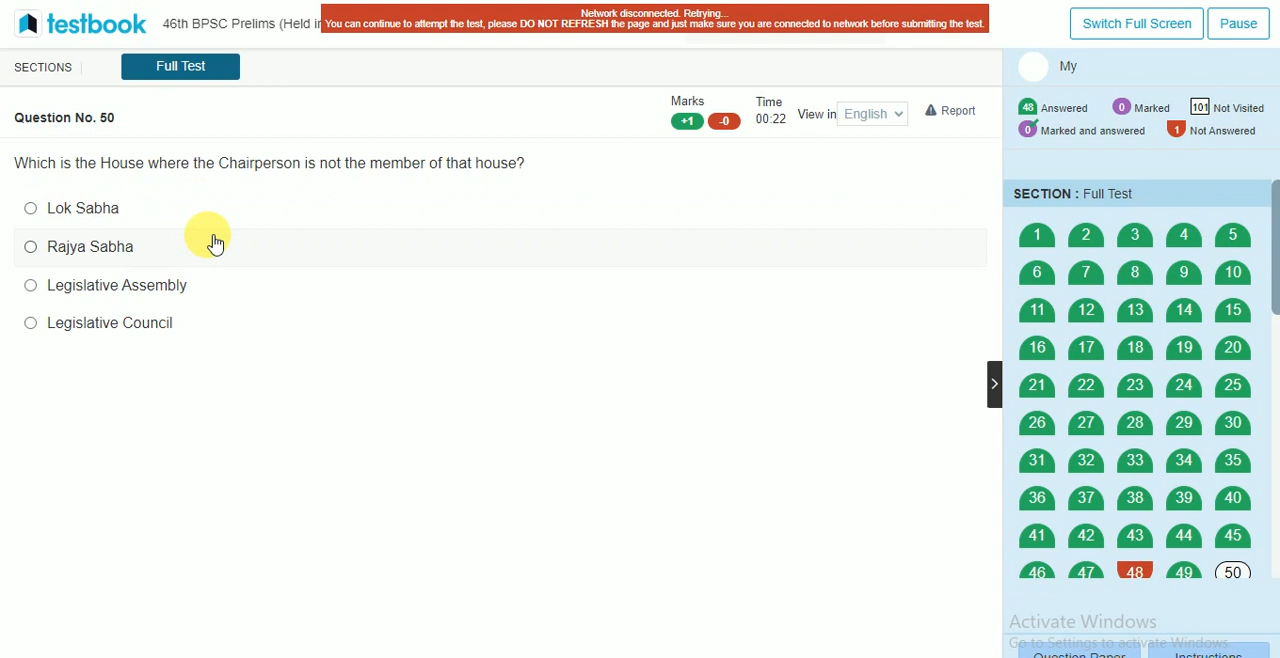 testbook
46th BPSC Prelims (Held in
Network disconnected. Retrying...
You can continue to attempt the test, please DO NOT REFRESH the page and just make sure you are connected to network before submitting the test.
Switch Full Screen
Pause
SECTIONS
Full Test
My
Question No. 50
Marks
+1
-0
Time
00:22
View in
English
Report
48 Answered
0 Marked
101 Not Visited
0 Marked and answered
1 Not Answered
Which is the House where the Chairperson is not the member of that house?
Lok Sabha
Rajya Sabha
Legislative Assembly
Legislative Council
SECTION : Full Test
1 2 3 4 5
6 7 8 9 10
11 12 13 14 15
16 17 18 19 20
21 22 23 24 25
26 27 28 29 30
31 32 33 34 35
36 37 38 39 40
41 42 43 44 45
46 47 48 49 50
Activate Windows
Go to Settings to activate Windows.
Question Paper
Instructions